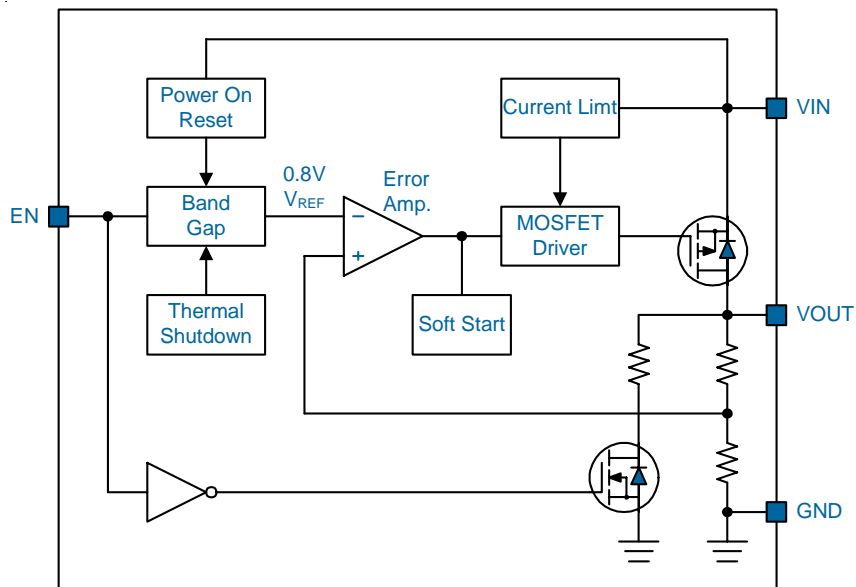 Power On
Reset
Current Limt
VIN
0.8V
VREF
Error
Amp.
EN
Band
Gap
−
+
MOSFET
Driver
Thermal
Shutdown
Soft Start
VOUT
GND